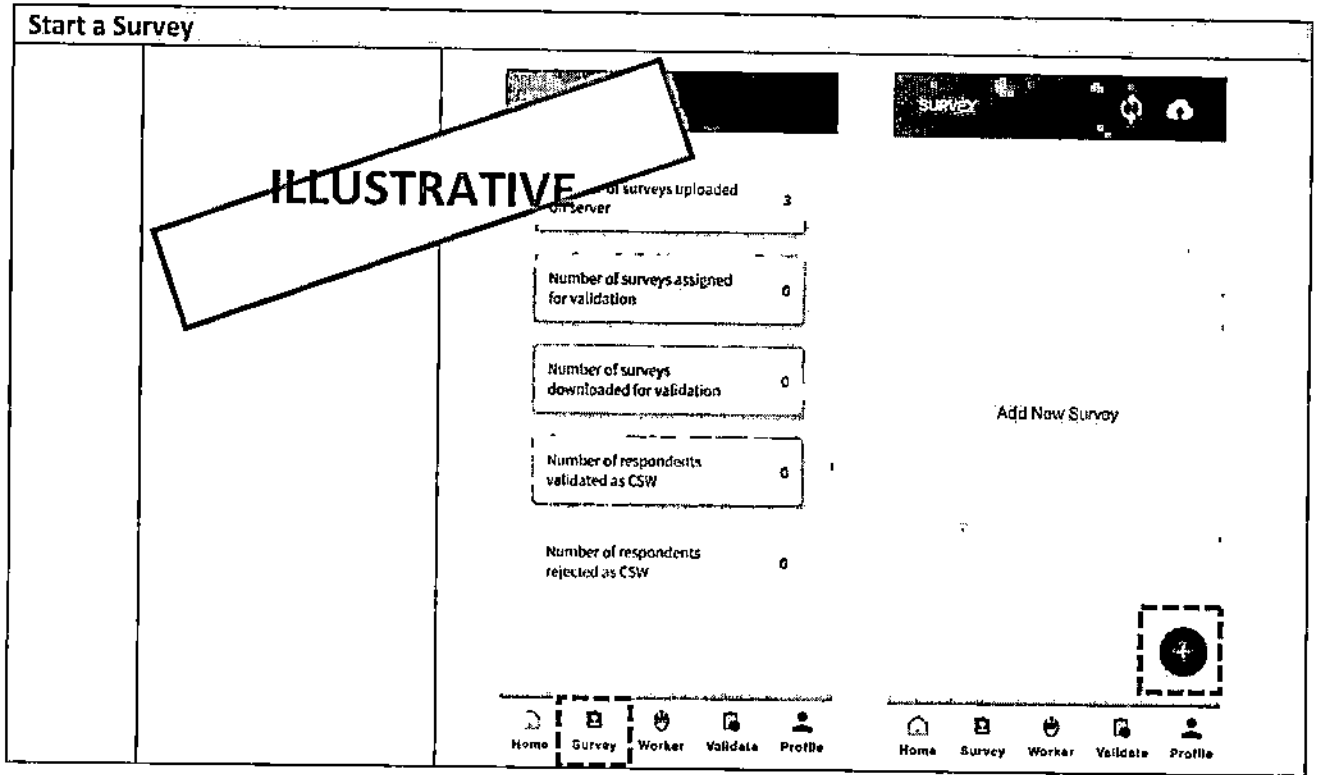 Start a Survey
ILLUSTRATIVE
of surveys uploaded
on server
3
Number of surveys assigned
for validation
0
Number of surveys
downloaded for validation
0
Number of respondents
validated as CSW
0
Number of respondents
rejected as CSW
0
Home Survey Worker Validate Profile
SURVEY
Add New Survey
+
Home Survey Worker Validate Profile